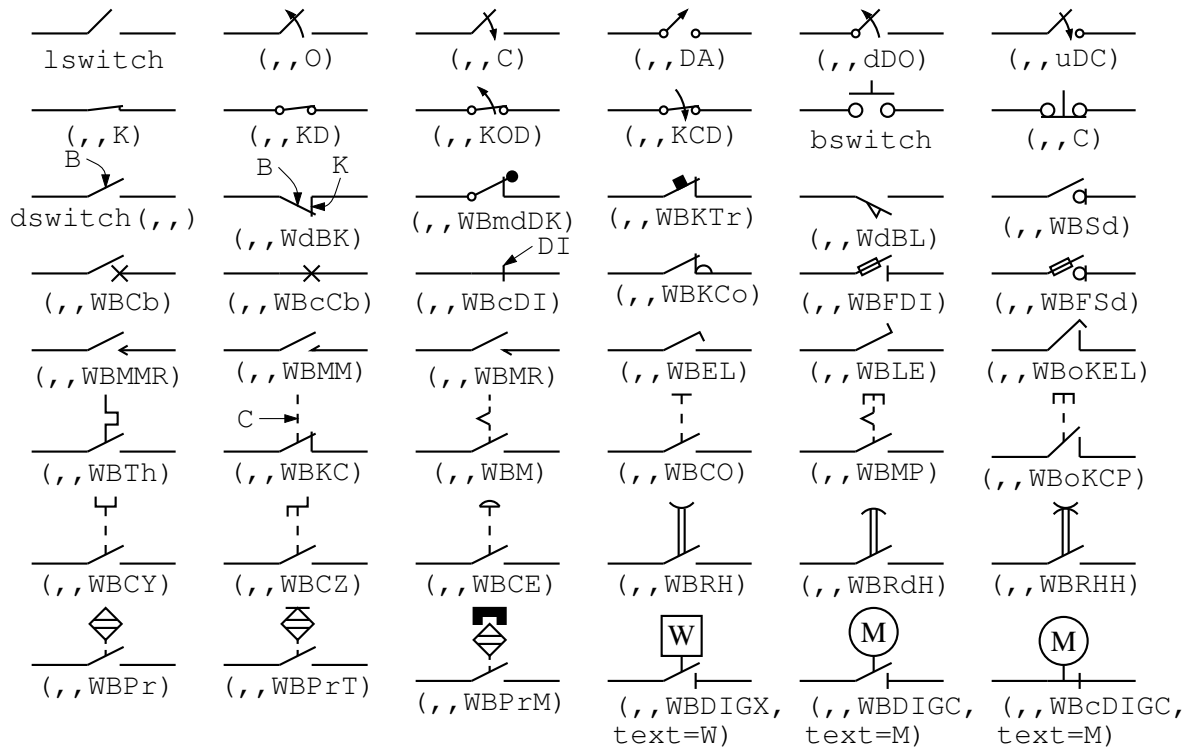 lswitch
(,,O)
(,,C)
(,,DA)
(,,dDO)
(,,uDC)
(,,K)
(,,KD)
(,,KOD)
(,,KCD)
bswitch
(,,C)
B
dswitch(,,)
B
K
(,,WdBK)
(,,WBmdDK)
(,,WBKTr)
(,,WdBL)
(,,WBSd)
(,,WBCb)
(,,WBcCb)
DI
(,,WBcDI)
(,,WBKCo)
(,,WBFDI)
(,,WBFSd)
(,,WBMMR)
(,,WBMM)
(,,WBMR)
(,,WBEL)
(,,WBLE)
(,,WBoKEL)
(,,WBTh)
C
(,,WBKC)
(,,WBM)
(,,WBCO)
(,,WBMP)
(,,WBoKCP)
(,,WBCY)
(,,WBCZ)
(,,WBCE)
(,,WBRH)
(,,WBRdH)
(,,WBRHH)
(,,WBPr)
(,,WBPrT)
(,,WBPrM)
W
(,,WBDIGX,
text=W)
M
(,,WBDIGC,
text=M)
M
(,,WBcDIGC,
text=M)